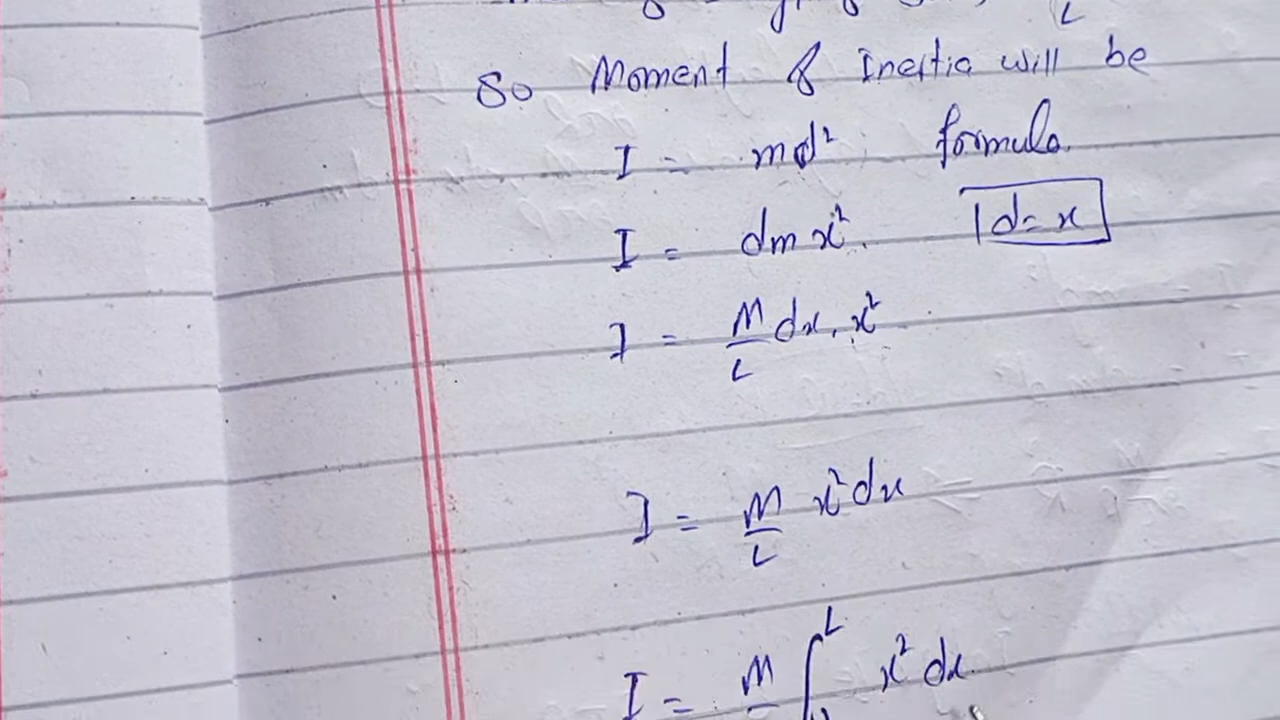 L
So Moment of Inertia will be
I = md² formula.
I = dm x². d = x
I = M/L dx. x²
I = M/L x² dx
I = M ∫ L x² dx